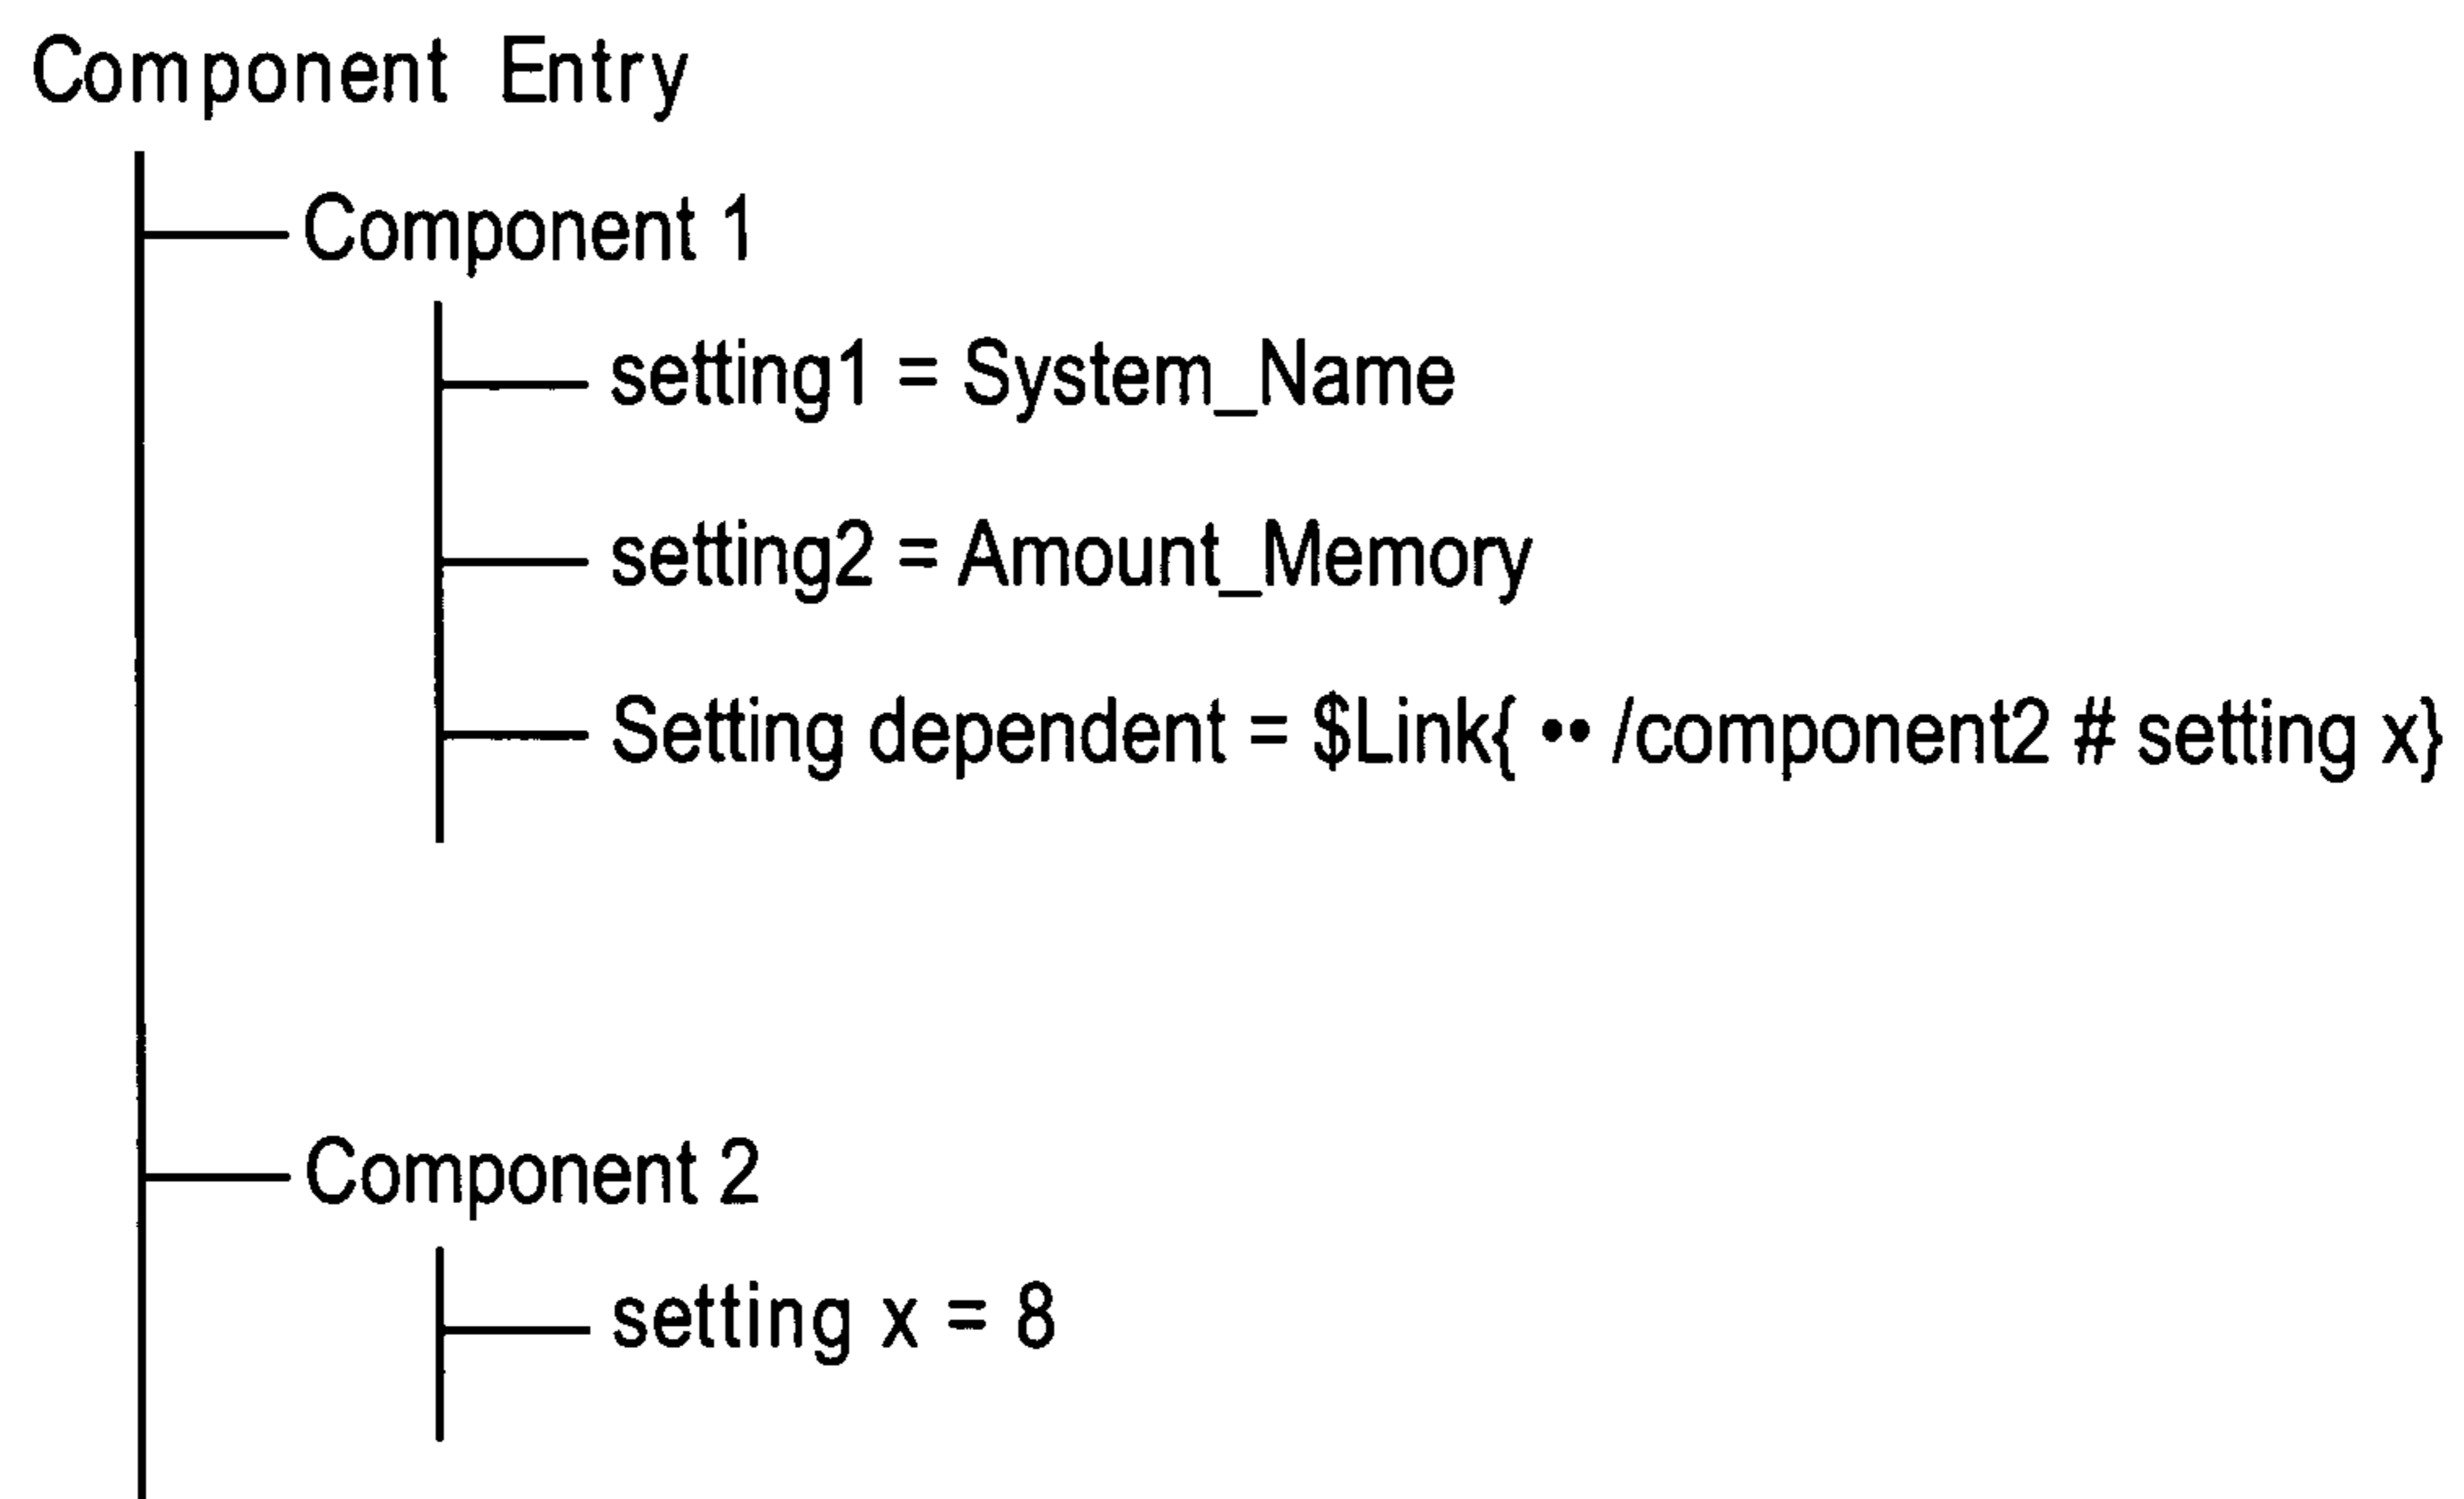 Component Entry
Component 1
setting1 = System_Name
setting2 = Amount_Memory
Setting dependent = $Link{ •• /component2 # setting x}
Component 2
setting x = 8